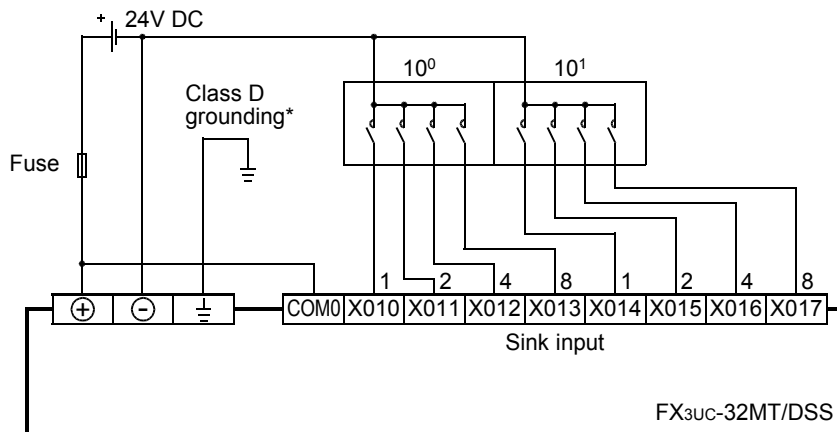 + 24V DC
10⁰ 10¹
Class D
grounding*
Fuse
1 2 4 8 1 2 4 8
+ - COM0 X010 X011 X012 X013 X014 X015 X016 X017
Sink input
FX3UC-32MT/DSS